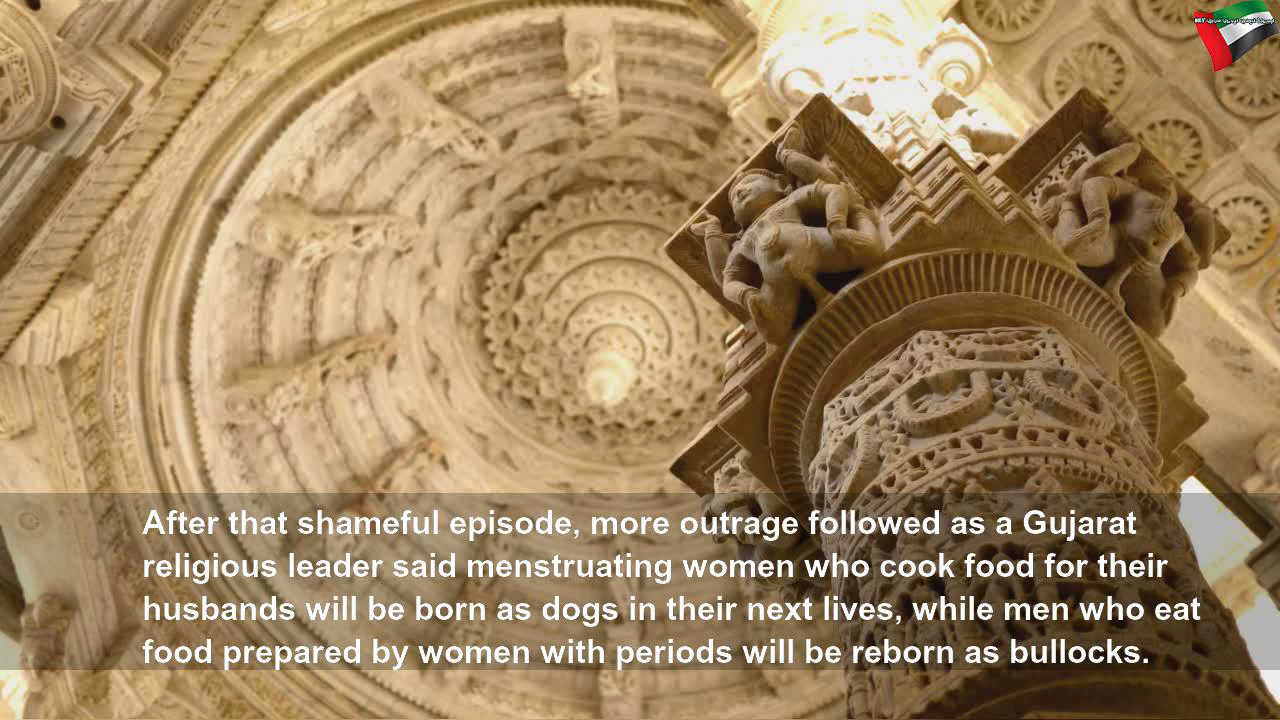 After that shameful episode, more outrage followed as a Gujarat
religious leader said menstruating women who cook food for their
husbands will be born as dogs in their next lives, while men who eat
food prepared by women with periods will be reborn as bullocks.